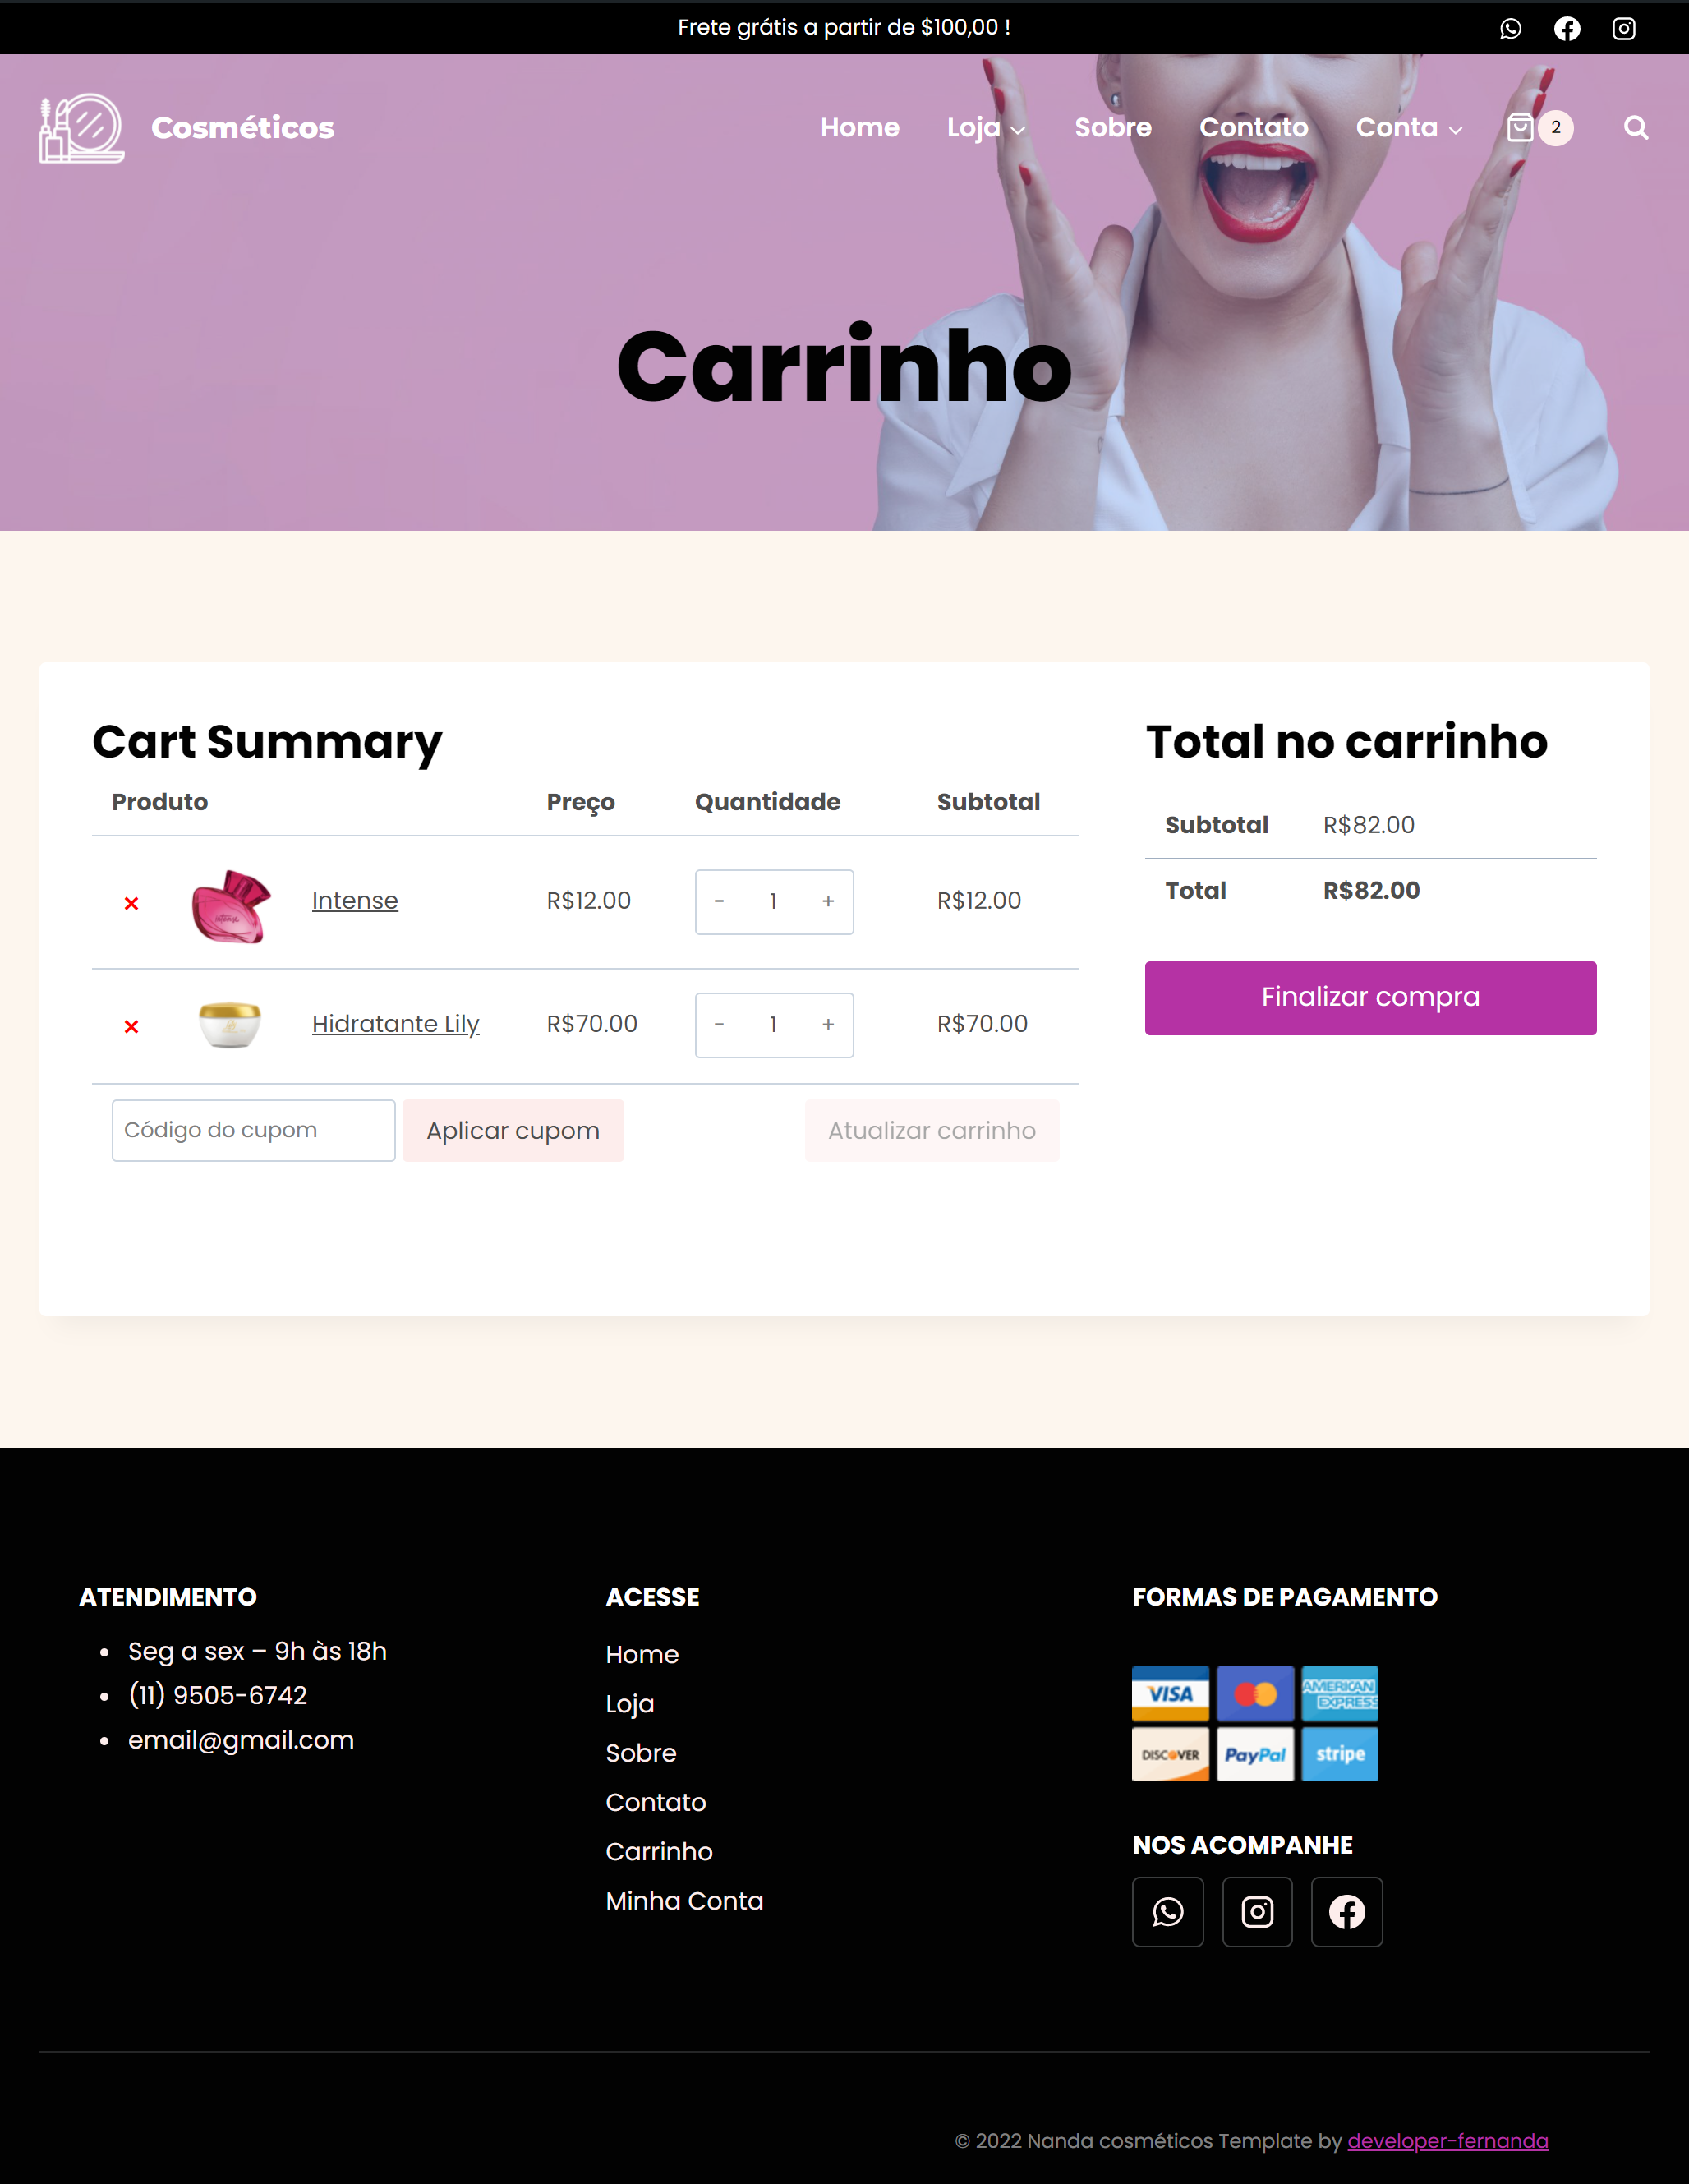 Frete grátis a partir de $100,00 !
Cosméticos
Home Loja Sobre Contato Conta 2
Carrinho
Cart Summary
Produto Preço Quantidade Subtotal
× Intense R$12.00 - 1 + R$12.00
× Hidratante Lily R$70.00 - 1 + R$70.00
Código do cupom Aplicar cupom Atualizar carrinho
Total no carrinho
Subtotal R$82.00
Total R$82.00
Finalizar compra
ATENDIMENTO
• Seg a sex – 9h às 18h
• (11) 9505-6742
• email@gmail.com
ACESSE
Home
Loja
Sobre
Contato
Carrinho
Minha Conta
FORMAS DE PAGAMENTO
VISA AMERICAN EXPRESS
DISCOVER PayPal stripe
NOS ACOMPANHE
© 2022 Nanda cosméticos Template by developer-fernanda